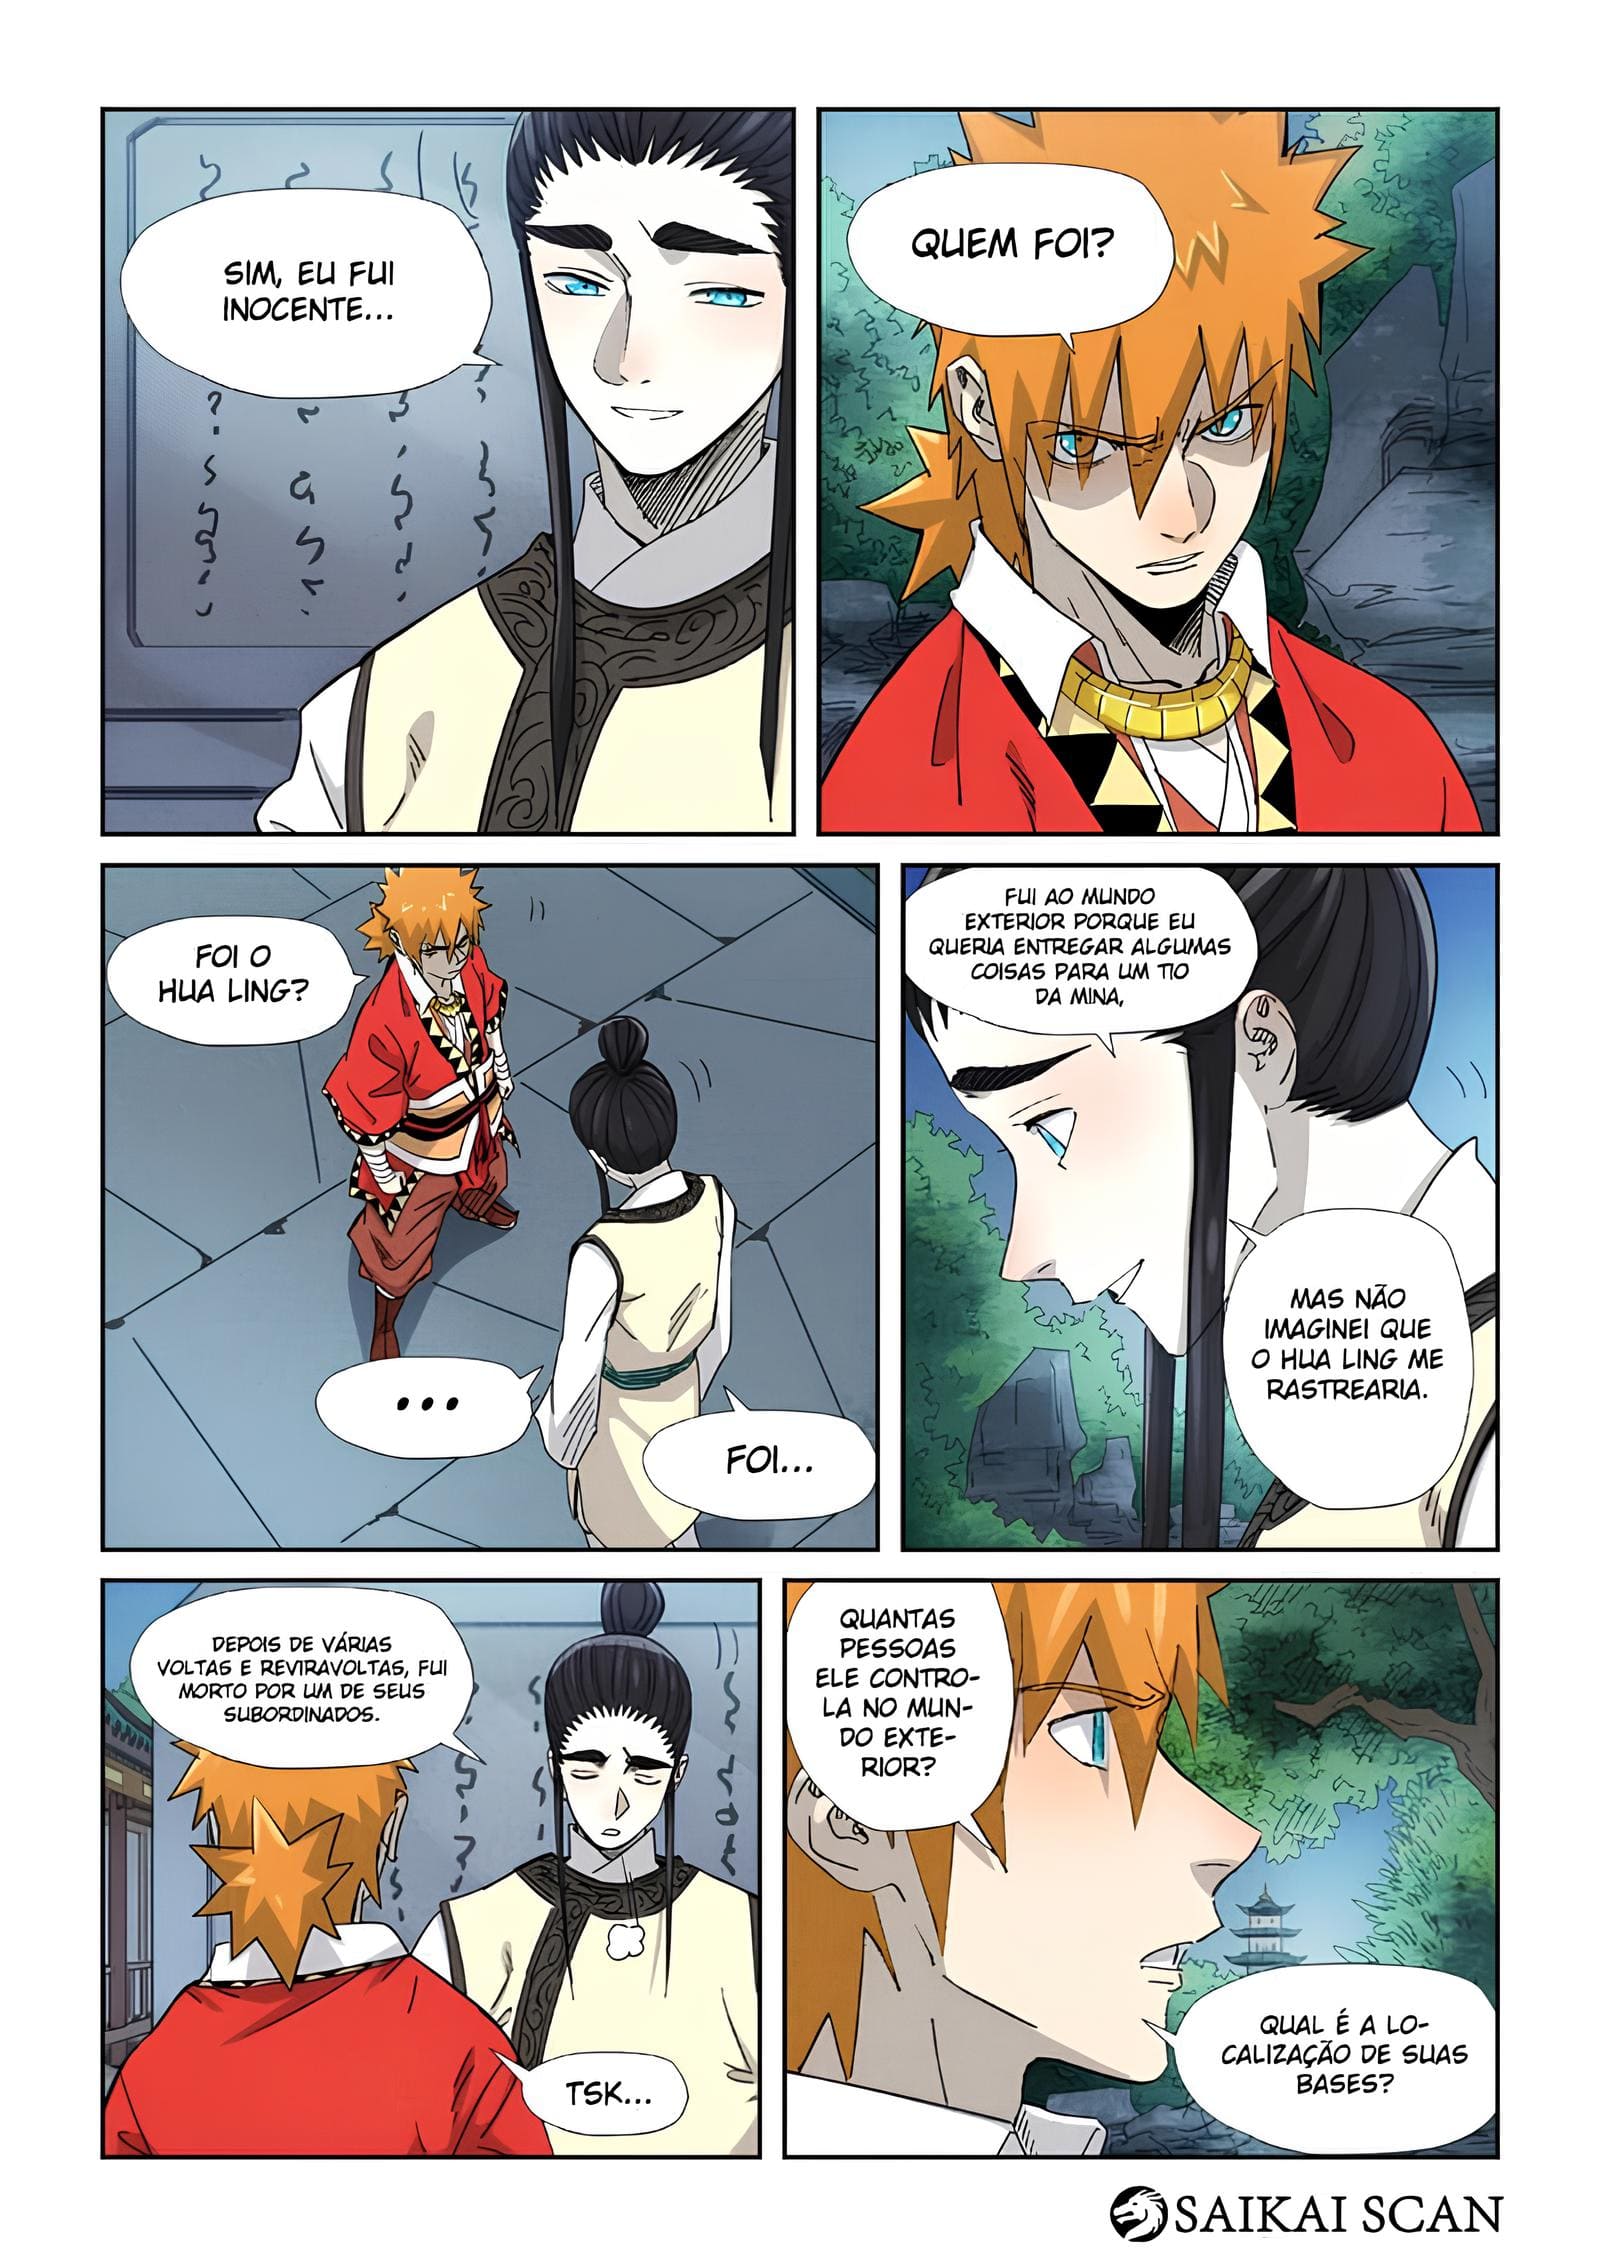 SIM, EU FUI
INOCENTE...
QUEM FOI?
FOI O
HUA LING?
...
FOI...
FUI AO MUNDO
EXTERIOR PORQUE EU
QUERIA ENTREGAR ALGUMAS
COISAS PARA UM TIO
DA MINA,
MAS NÃO
IMAGINEI QUE
O HUA LING ME
RASTREARIA.
DEPOIS DE VÁRIAS
VOLTAS E REVIRAVOLTAS, FUI
MORTO POR UM DE SEUS
SUBORDINADOS.
TSK...
QUANTAS
PESSOAS
ELE CONTRO-
LA NO MUN-
DO EXTE-
RIOR?
QUAL É A LO-
CALIZAÇÃO DE SUAS
BASES?
SAIKAI SCAN